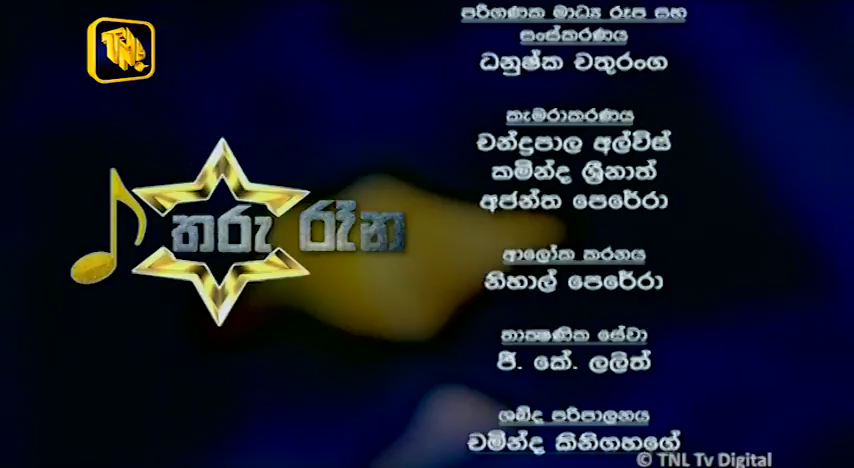 TNL
පරිගණක මාධ්‍ය රූප සහ
සංස්කරණය
ධනුෂ්ක චතුරංග
කැමරාකරණය
චන්ද්‍රපාල අල්විස්
කමින්ද ශ්‍රීනාත්
අජන්ත පෙරේරා
තරු රෑන
ආලෝක කරනය
නිහාල් පෙරේරා
තාක්‍ෂණික සේවා
ජී. කේ. ලලිත්
ශබ්ද පරිපාලනය
චමින්ද කිනිගහගේ
© TNL Tv Digital